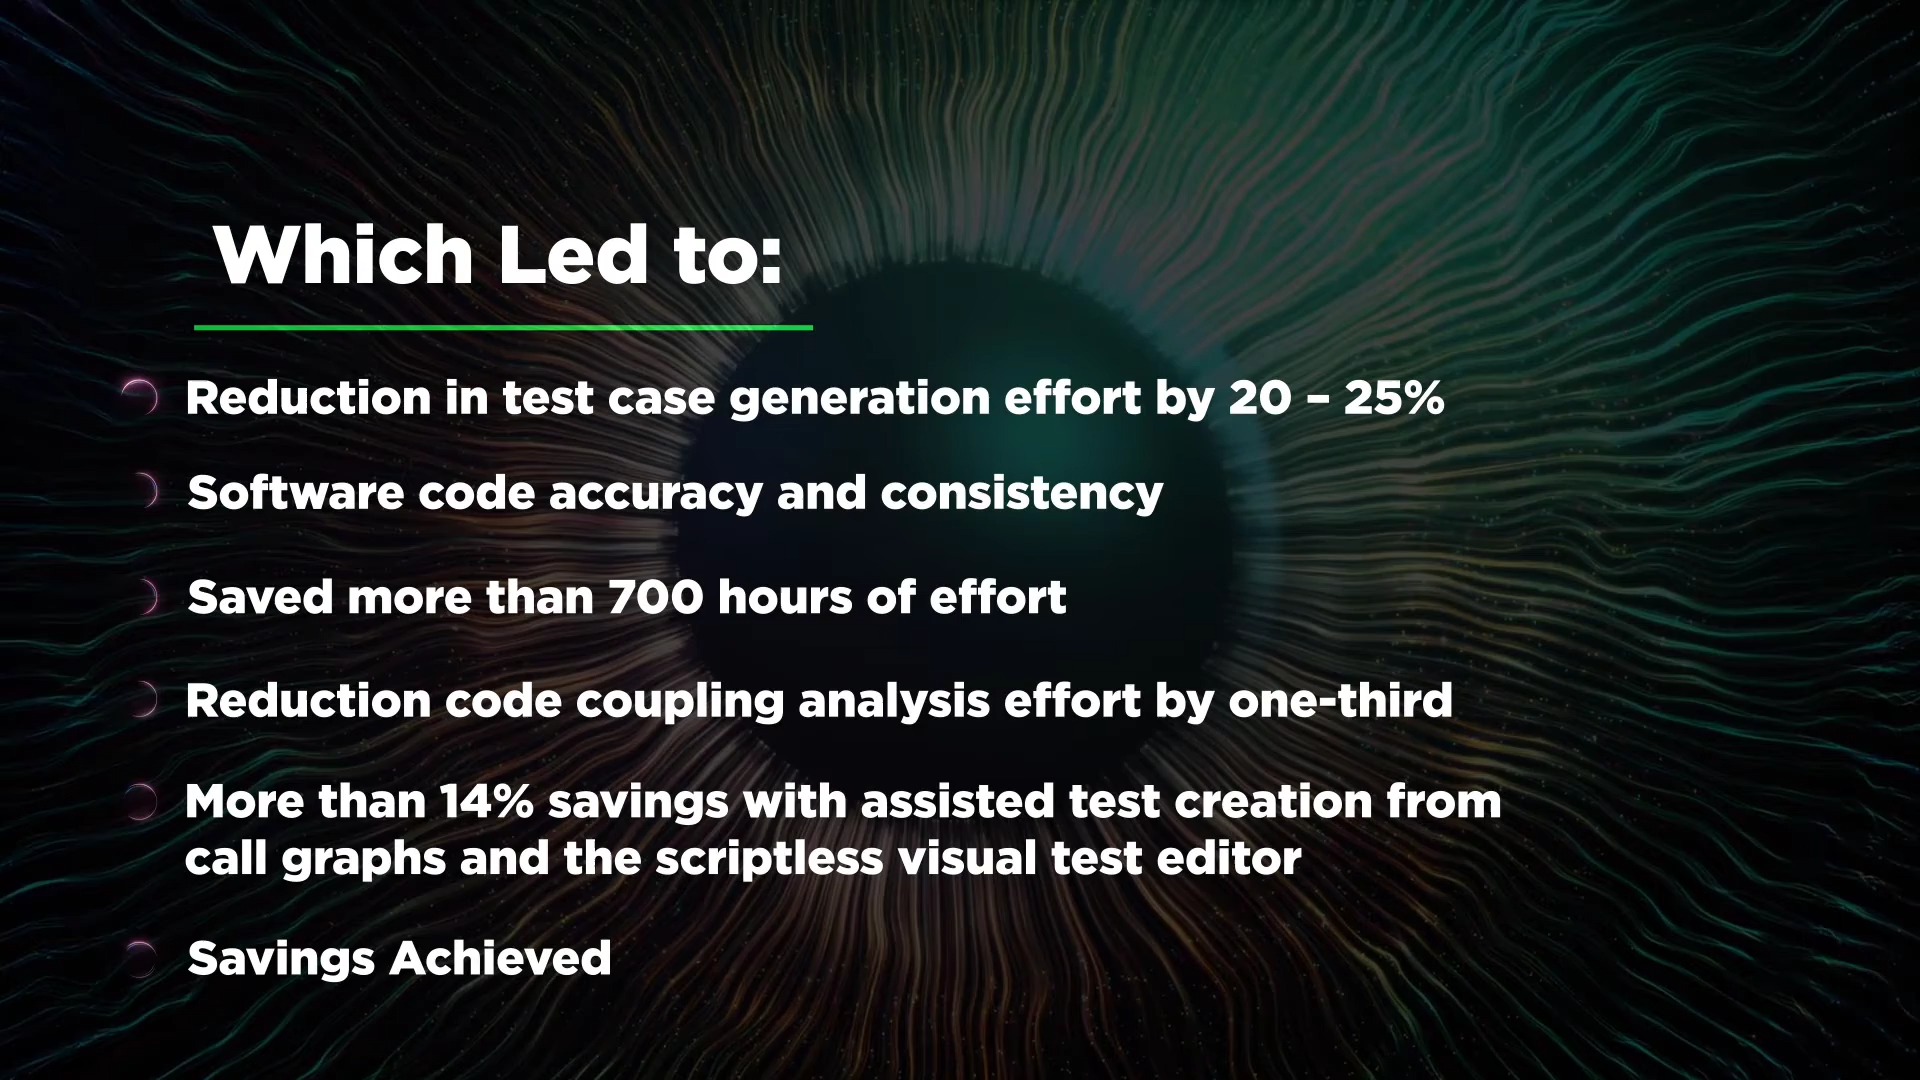 Which Led to:
Reduction in test case generation effort by 20 – 25%
Software code accuracy and consistency
Saved more than 700 hours of effort
Reduction code coupling analysis effort by one-third
More than 14% savings with assisted test creation from
call graphs and the scriptless visual test editor
Savings Achieved